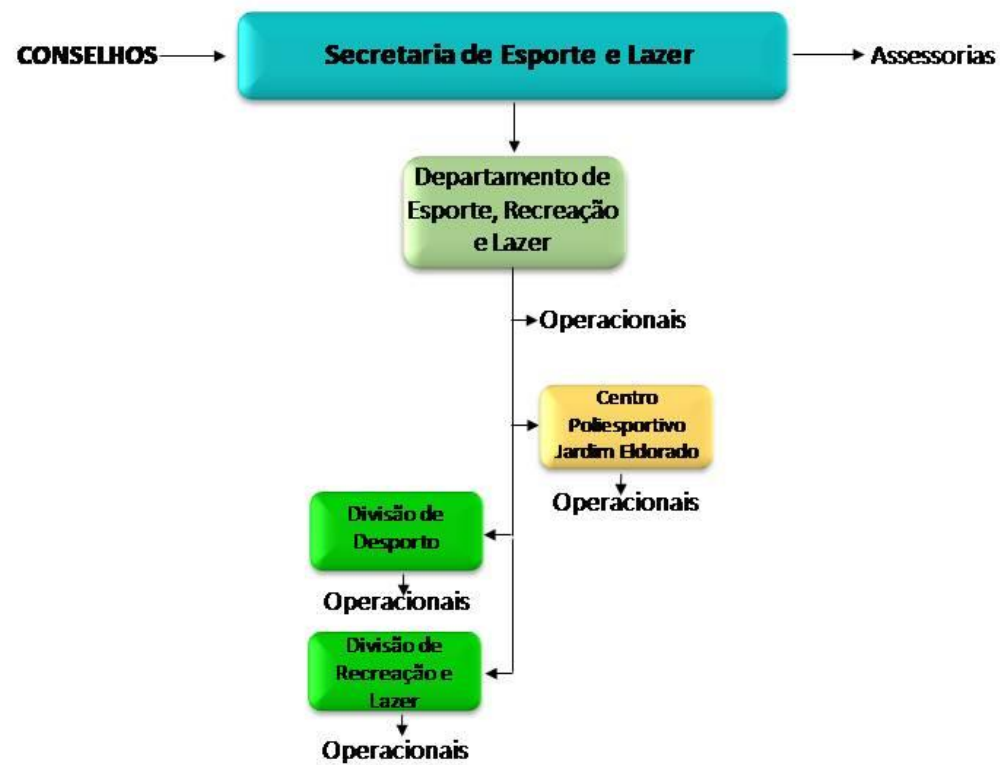 CONSELHOS
Secretaria de Esporte e Lazer
Assessorias
Departamento de
Esporte, Recreação
e Lazer
Operacionais
Centro
Poliesportivo
Jardim Eldorado
Operacionais
Divisão de
Desporto
Operacionais
Divisão de
Recreação e
Lazer
Operacionais